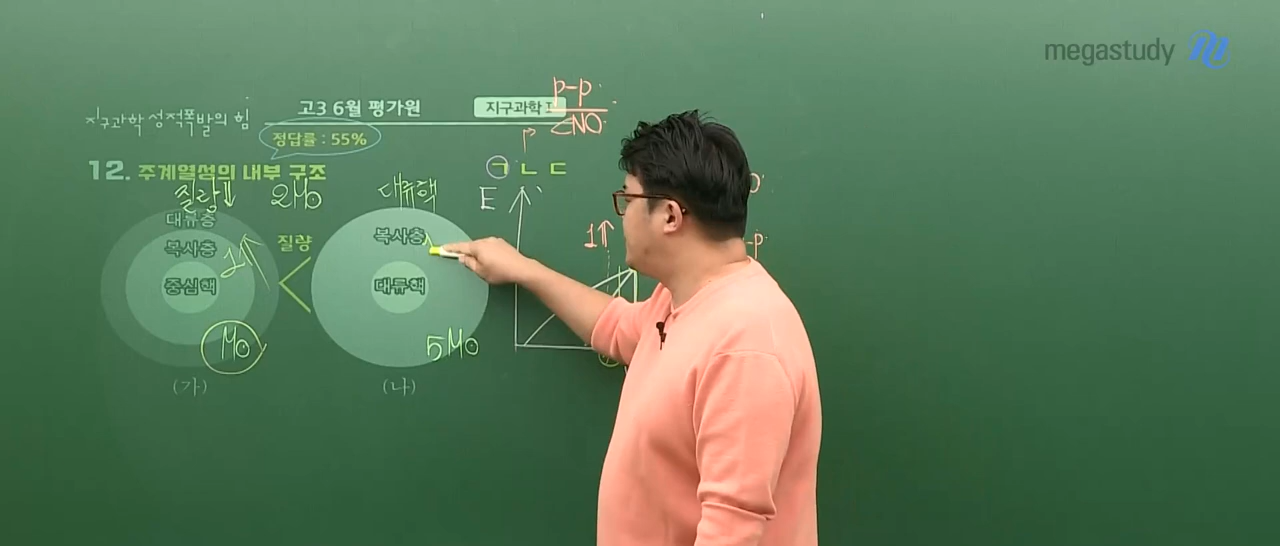 megastudy
지구과학 성적폭발의 힘
고3 6월 평가원
지구과학 I
정답률 : 55%
12. 주계열성의 내부 구조
p-p
CNO
ㄱ ㄴ ㄷ
질량↓ 2M⊙ 대류핵
대류층
복사층
중심핵
1↑
M⊙
(가)
질량
<
복사층
대류핵
5M⊙
(나)
E
1↑